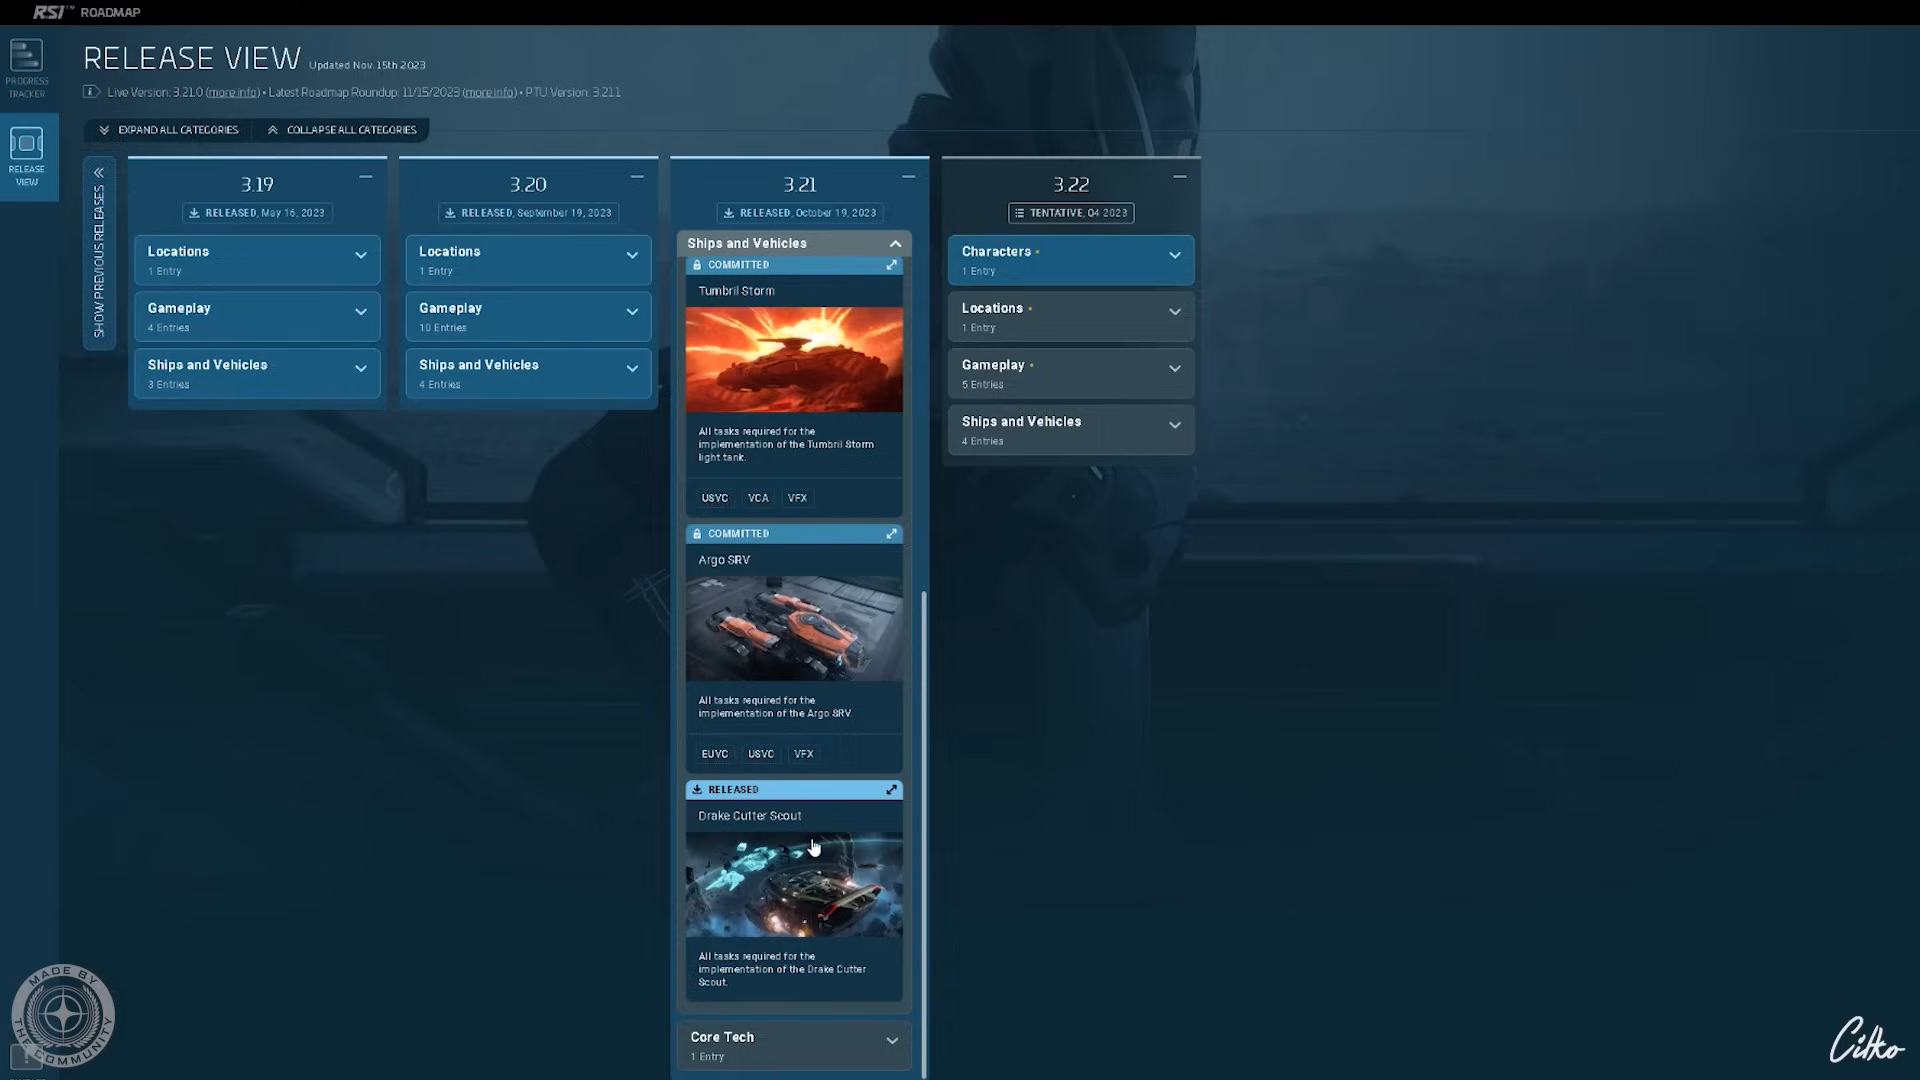 RSI™ ROADMAP
PROGRESS
TRACKER
RELEASE
VIEW
RELEASE VIEW Updated Nov. 15th 2023
Live Version: 3.21.0 (more info) • Latest Roadmap Roundup: 11/15/2023 (more info) • PTU Version: 3.21.1
EXPAND ALL CATEGORIES
COLLAPSE ALL CATEGORIES
SHOW PREVIOUS RELEASES
3.19
RELEASED, May 16, 2023
Locations
1 Entry
Gameplay
4 Entries
Ships and Vehicles
3 Entries
3.20
RELEASED, September 19, 2023
Locations
1 Entry
Gameplay
10 Entries
Ships and Vehicles
4 Entries
3.21
RELEASED, October 19, 2023
Ships and Vehicles
COMMITTED
Tumbril Storm
All tasks required for the
implementation of the Tumbril Storm
light tank.
USVC VCA VFX
COMMITTED
Argo SRV
All tasks required for the
implementation of the Argo SRV.
EUVC USVC VFX
RELEASED
Drake Cutter Scout
All tasks required for the
implementation of the Drake Cutter
Scout.
Core Tech
1 Entry
3.22
TENTATIVE, Q4 2023
Characters
1 Entry
Locations
1 Entry
Gameplay
5 Entries
Ships and Vehicles
4 Entries
MADE BY
THE COMMUNITY
Citko